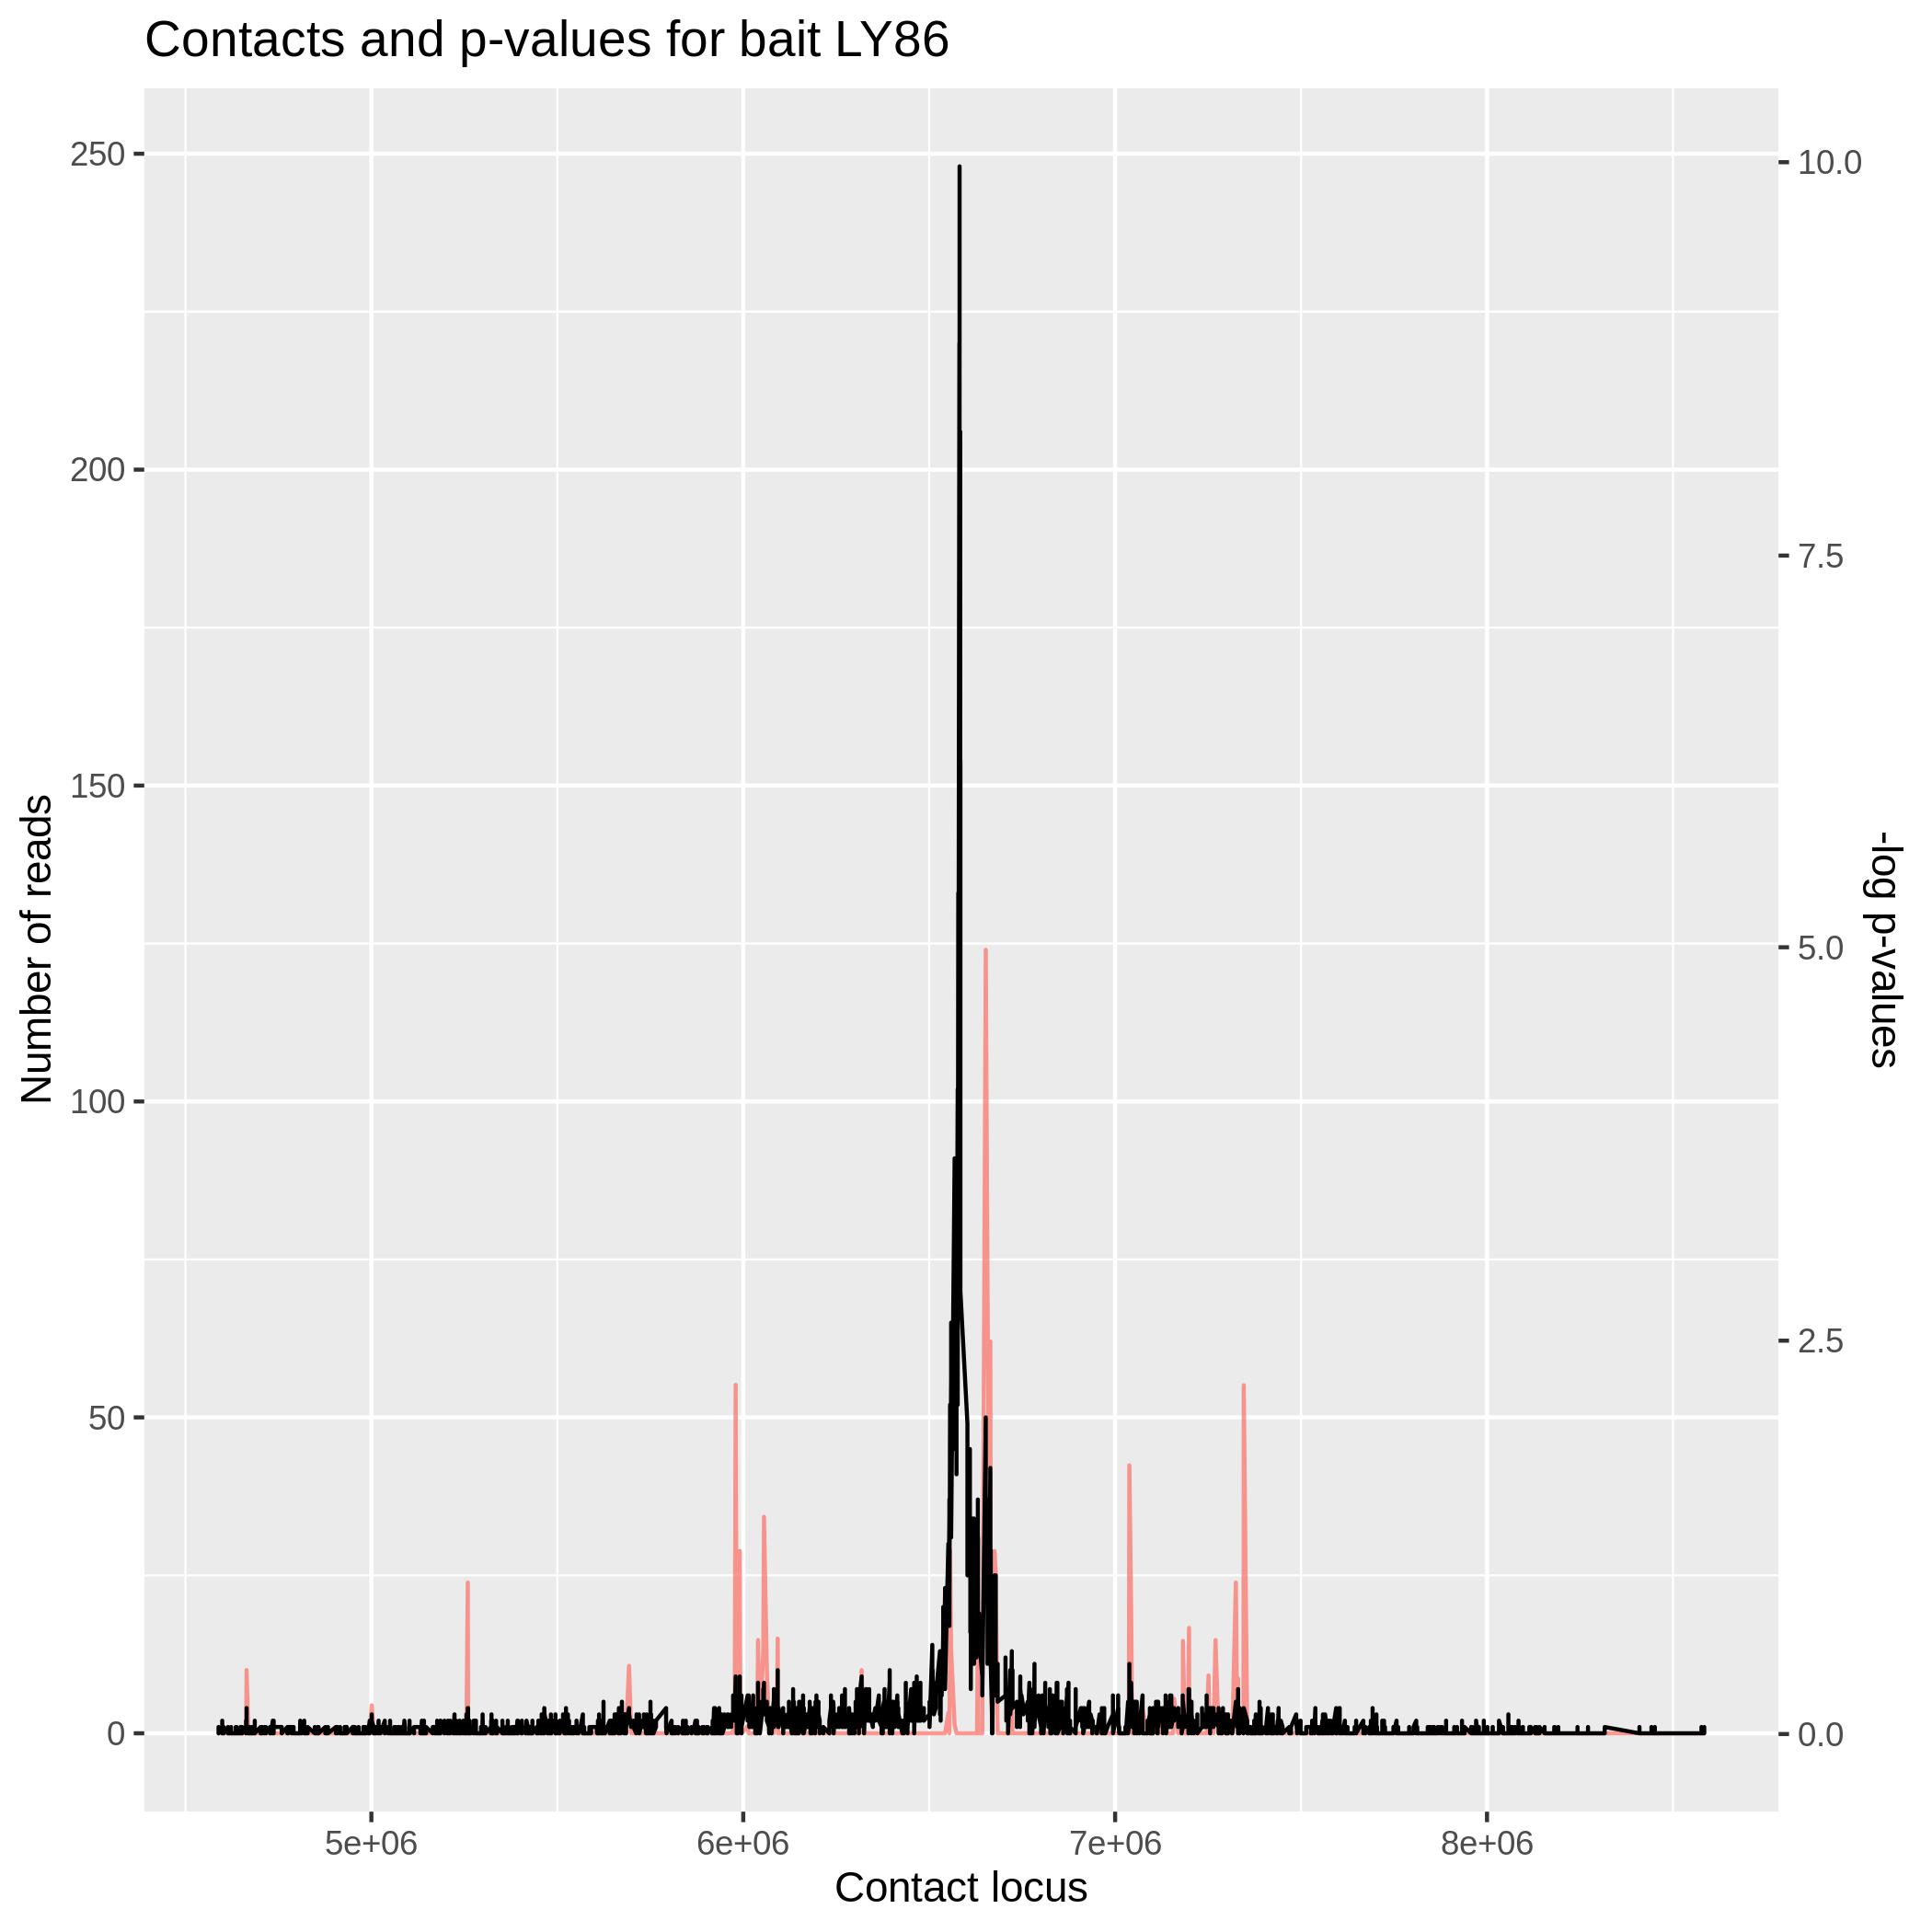 Contacts and p-values for bait LY86
250
200
150
100
50
0
Number of reads
10.0
7.5
5.0
2.5
0.0
-log p-values
5e+06
6e+06
7e+06
8e+06
Contact locus